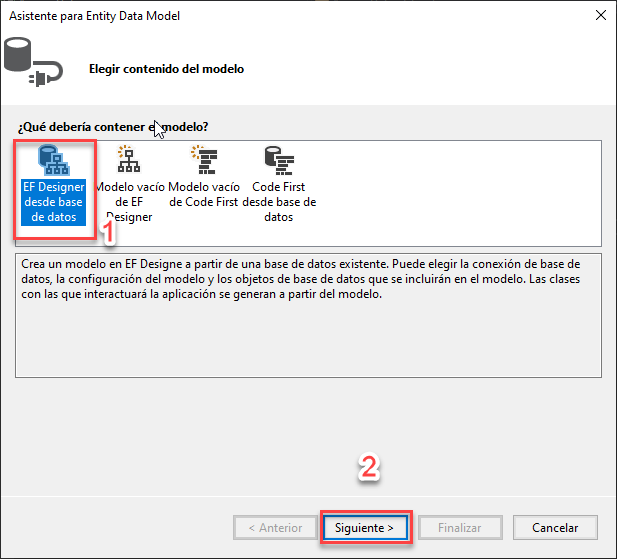 Asistente para Entity Data Model
Elegir contenido del modelo
¿Qué debería contener el modelo?
EF Designer
desde base
de datos
Modelo vacío
de EF
Designer
Modelo vacío
de Code First
Code First
desde base de
datos
1
Crea un modelo en EF Designe a partir de una base de datos existente. Puede elegir la conexión de base de
datos, la configuración del modelo y los objetos de base de datos que se incluirán en el modelo. Las clases
con las que interactuará la aplicación se generan a partir del modelo.
2
< Anterior
Siguiente >
Finalizar
Cancelar